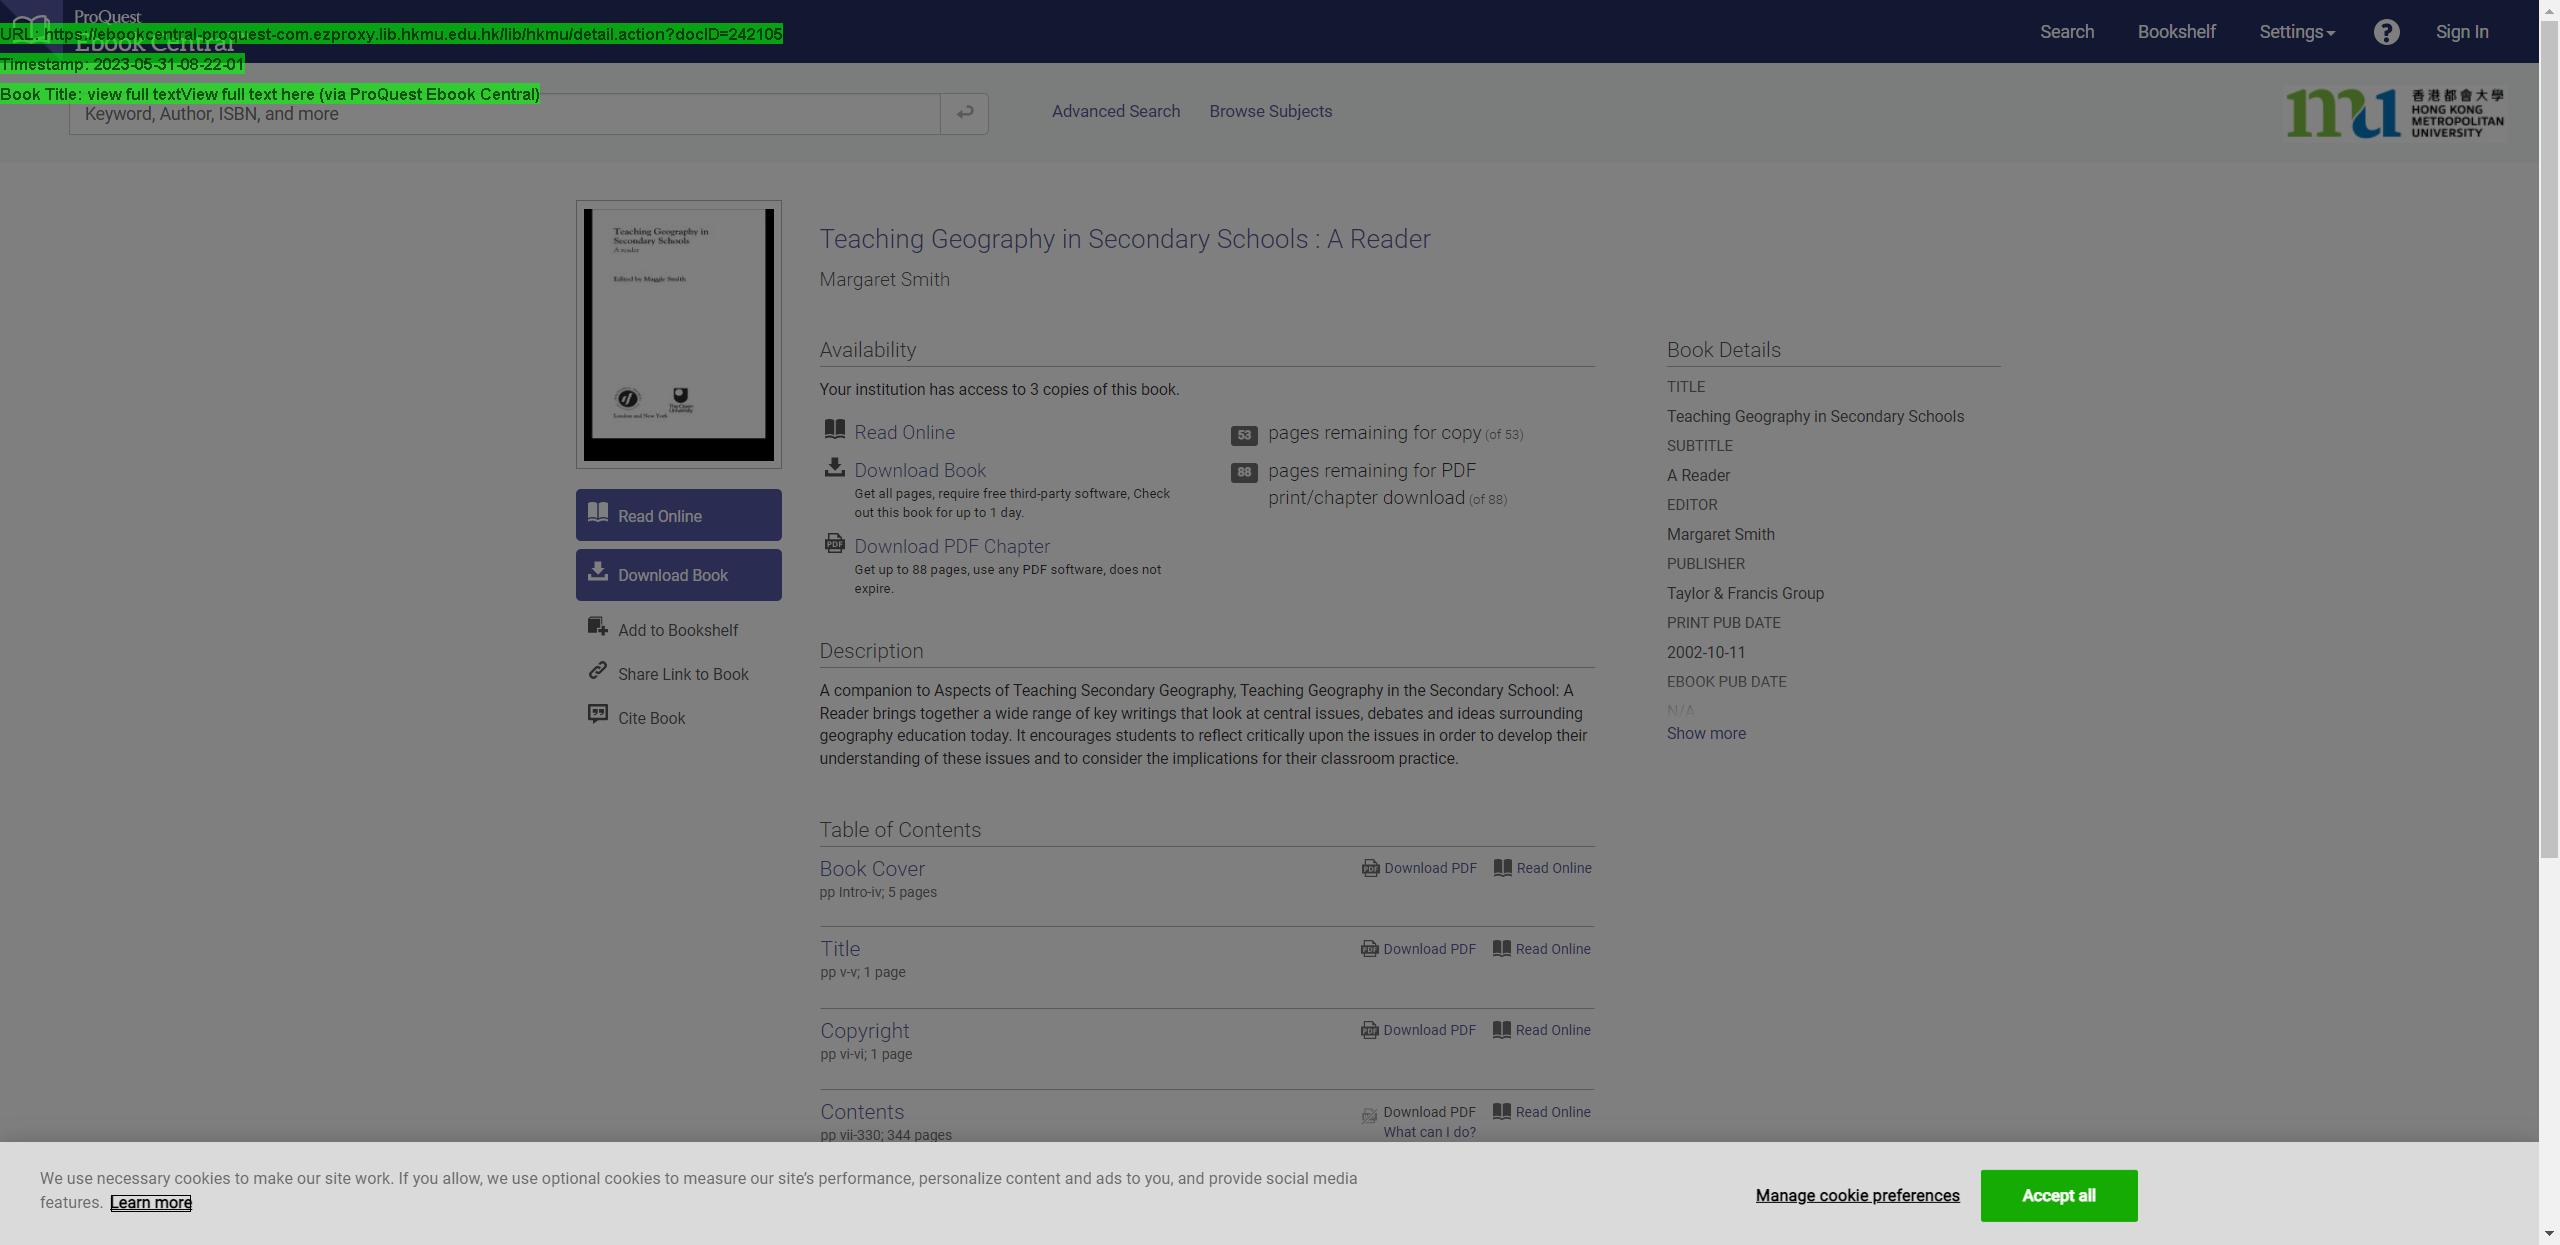 ProQuest
Ebook Central
URL: https://ebookcentral-proquest-com.ezproxy.lib.hkmu.edu.hk/lib/hkmu/detail.action?docID=242105
Timestamp: 2023-05-31-08-22-01
Book Title: view full textView full text here (via ProQuest Ebook Central)
Search
Bookshelf
Settings
Sign In
Keyword, Author, ISBN, and more
Advanced Search
Browse Subjects
香港都會大學
HONG KONG
METROPOLITAN
UNIVERSITY
Teaching Geography in
Secondary Schools
A reader
Edited by Maggie Smith
The Open
University
London and New York
Read Online
Download Book
Add to Bookshelf
Share Link to Book
Cite Book
Teaching Geography in Secondary Schools : A Reader
Margaret Smith
Availability
Your institution has access to 3 copies of this book.
Read Online
Download Book
Get all pages, require free third-party software, Check
out this book for up to 1 day.
PDF Download PDF Chapter
Get up to 88 pages, use any PDF software, does not
expire.
53 pages remaining for copy (of 53)
88 pages remaining for PDF
print/chapter download (of 88)
Description
A companion to Aspects of Teaching Secondary Geography, Teaching Geography in the Secondary School: A
Reader brings together a wide range of key writings that look at central issues, debates and ideas surrounding
geography education today. It encourages students to reflect critically upon the issues in order to develop their
understanding of these issues and to consider the implications for their classroom practice.
Table of Contents
Book Cover
pp Intro-iv; 5 pages
PDF Download PDF Read Online
Title
pp v-v; 1 page
PDF Download PDF Read Online
Copyright
pp vi-vi; 1 page
PDF Download PDF Read Online
Contents
pp vii-330; 344 pages
Download PDF Read Online
What can I do?
Book Details
TITLE
Teaching Geography in Secondary Schools
SUBTITLE
A Reader
EDITOR
Margaret Smith
PUBLISHER
Taylor & Francis Group
PRINT PUB DATE
2002-10-11
EBOOK PUB DATE
N/A
Show more
We use necessary cookies to make our site work. If you allow, we use optional cookies to measure our site's performance, personalize content and ads to you, and provide social media
features. Learn more
Manage cookie preferences
Accept all